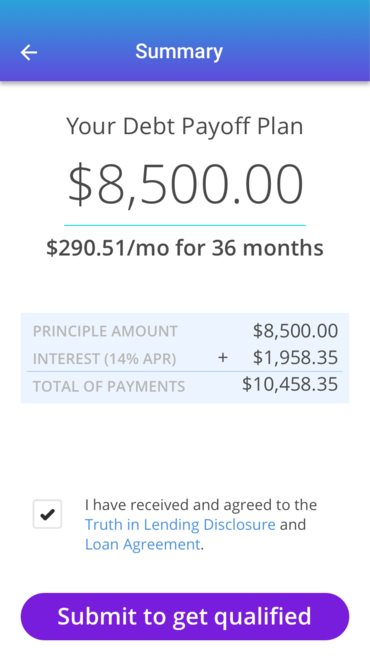 Summary
Your Debt Payoff Plan
$8,500.00
$290.51/mo for 36 months
PRINCIPLE AMOUNT $8,500.00
INTEREST (14% APR) + $1,958.35
TOTAL OF PAYMENTS $10,458.35
I have received and agreed to the
Truth in Lending Disclosure and
Loan Agreement.
Submit to get qualified